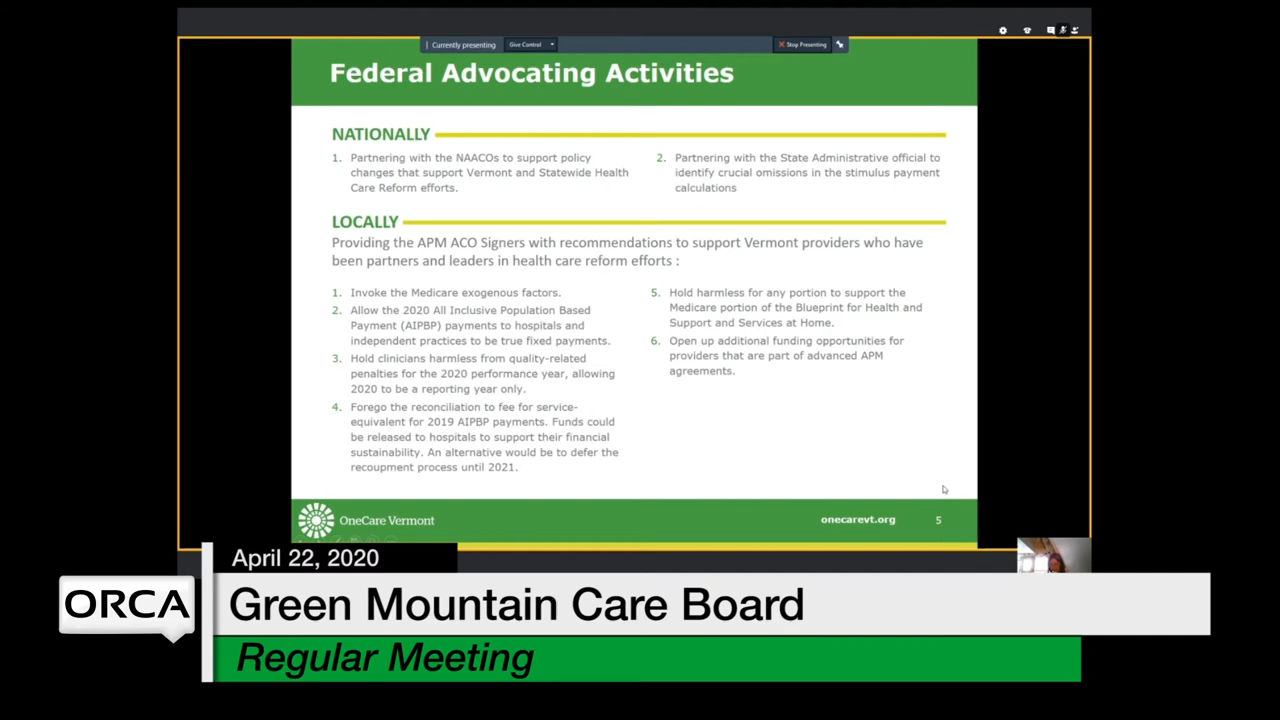 Currently presenting
Give Control
Stop Presenting
Federal Advocating Activities
NATIONALLY
1. Partnering with the NAACOs to support policy
changes that support Vermont and Statewide Health
Care Reform efforts.
2. Partnering with the State Administrative official to
identify crucial omissions in the stimulus payment
calculations
LOCALLY
Providing the APM ACO Signers with recommendations to support Vermont providers who have
been partners and leaders in health care reform efforts :
1. Invoke the Medicare exogenous factors.
2. Allow the 2020 All Inclusive Population Based
Payment (AIPBP) payments to hospitals and
independent practices to be true fixed payments.
3. Hold clinicians harmless from quality-related
penalties for the 2020 performance year, allowing
2020 to be a reporting year only.
4. Forego the reconciliation to fee for service-
equivalent for 2019 AIPBP payments. Funds could
be released to hospitals to support their financial
sustainability. An alternative would be to defer the
recoupment process until 2021.
5. Hold harmless for any portion to support the
Medicare portion of the Blueprint for Health and
Support and Services at Home.
6. Open up additional funding opportunities for
providers that are part of advanced APM
agreements.
OneCare Vermont
onecarevt.org 5
April 22, 2020
ORCA
Green Mountain Care Board
Regular Meeting